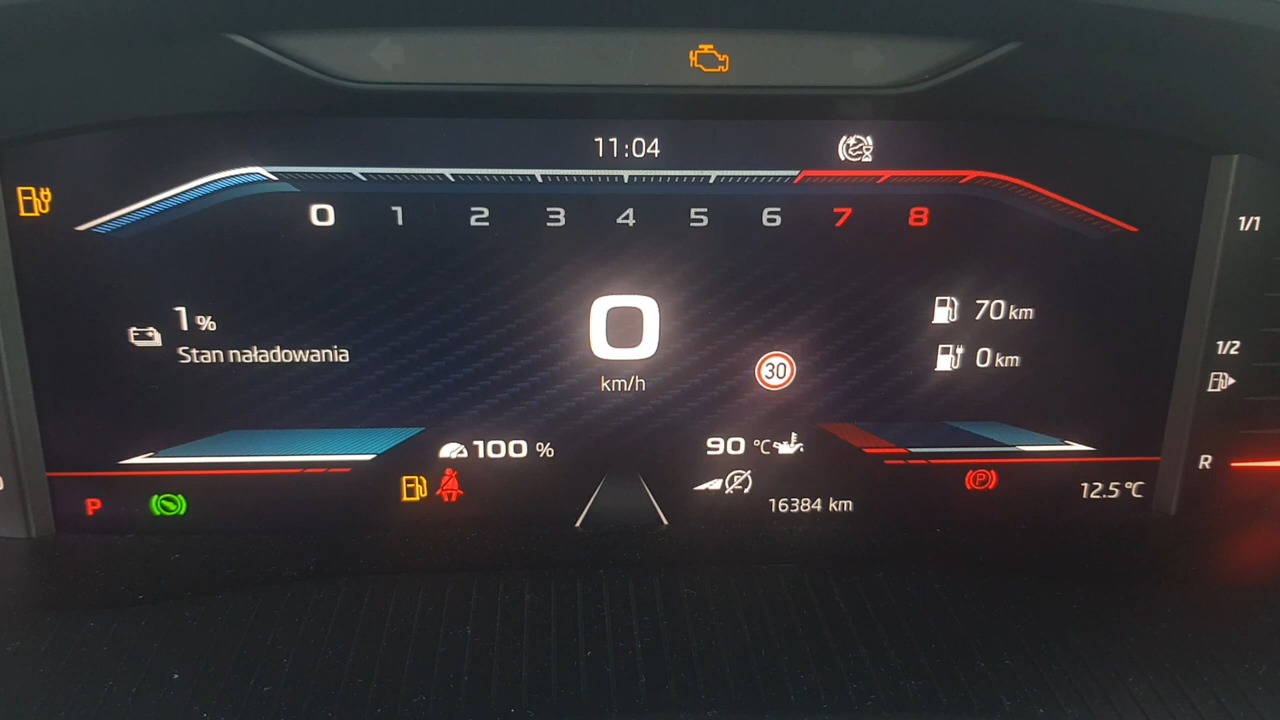 11:04
0 1 2 3 4 5 6 7 8
1/1
1 %
Stan naładowania
0
km/h
30
70 km
0 km
1/2
100 %
90 °C
R
P
P
16384 km
12.5 °C